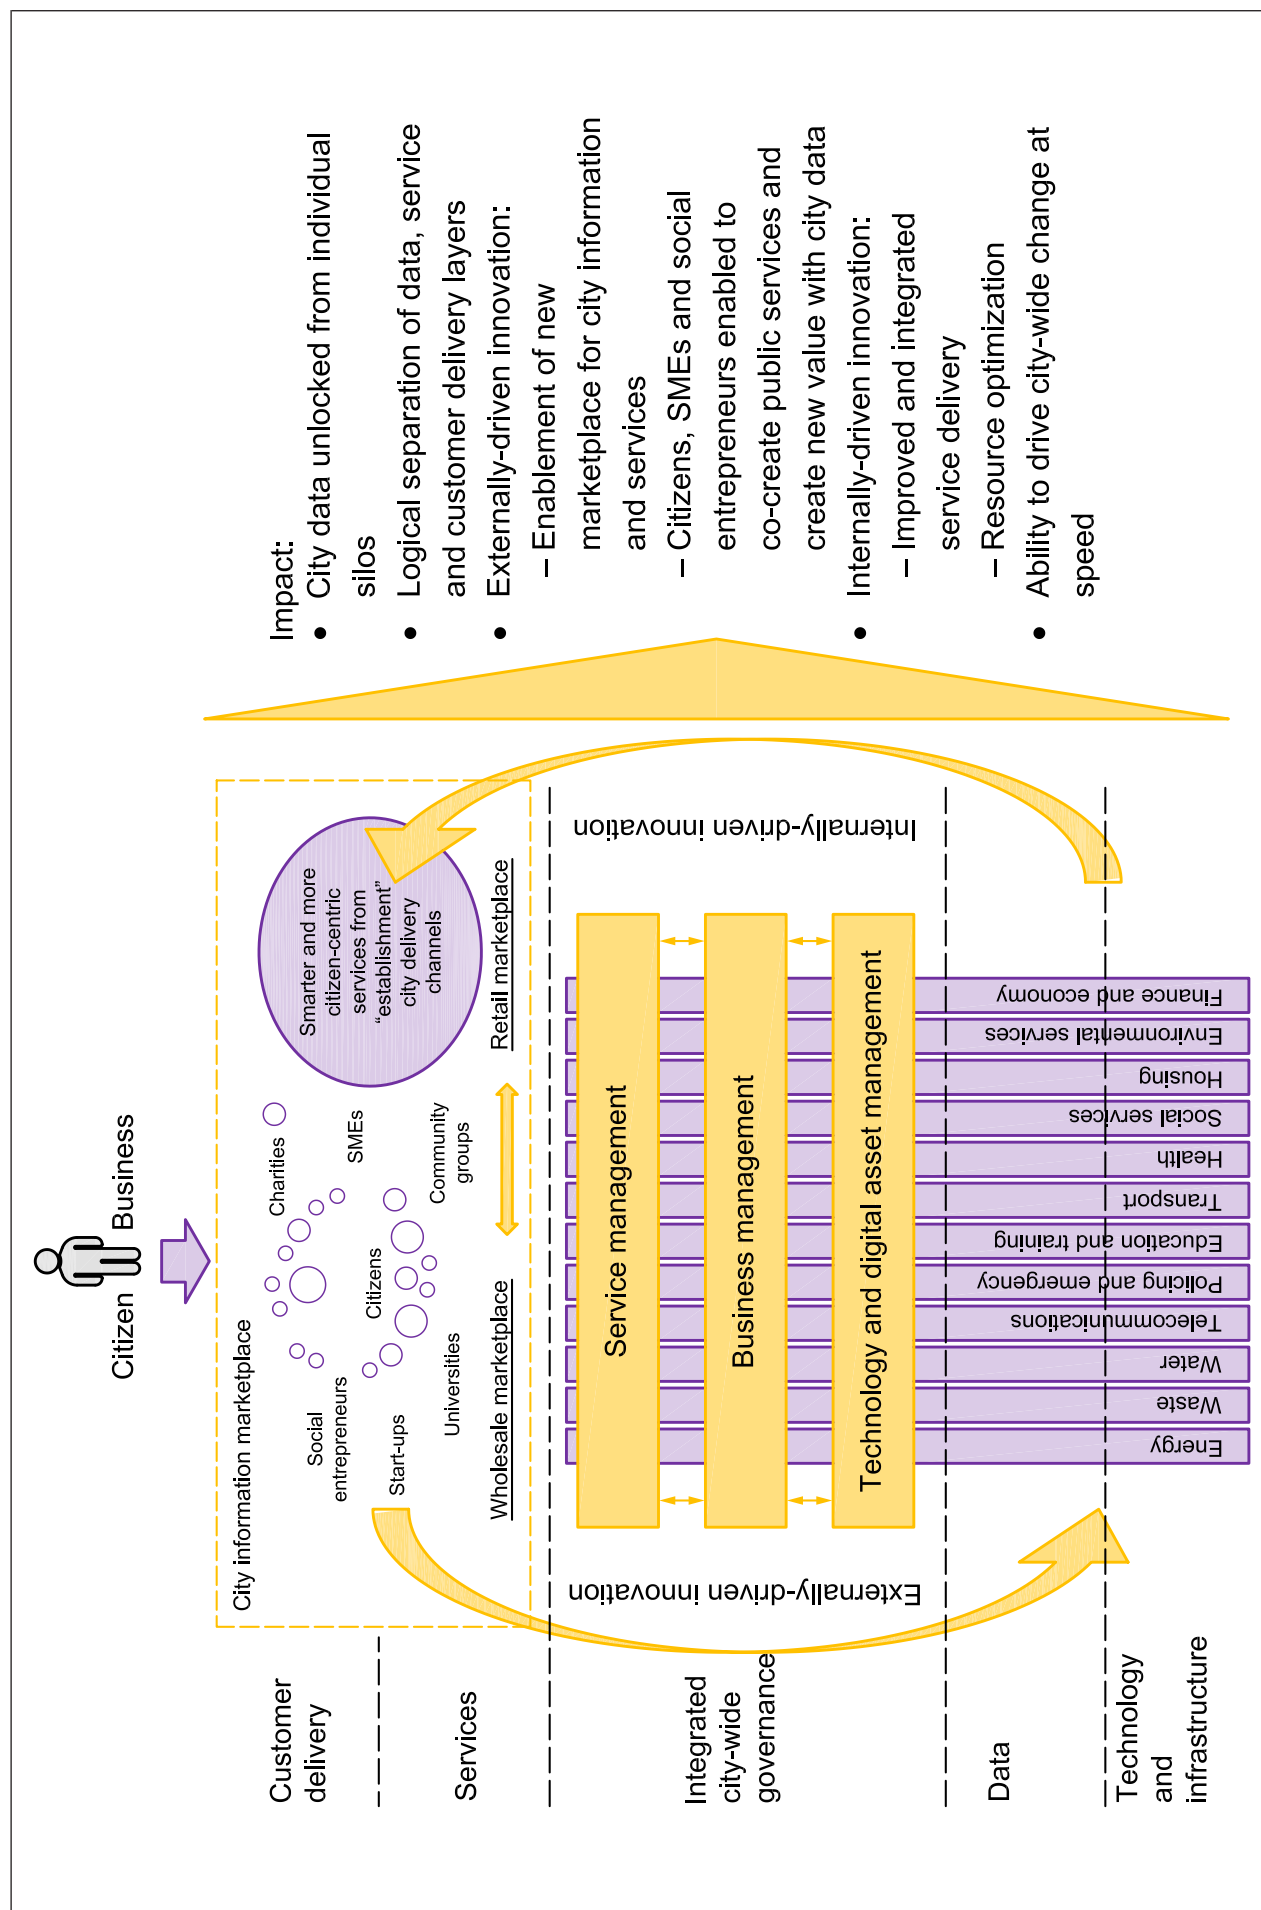 Citizen
Business
City information marketplace
Customer
delivery
Services
Integrated
city-wide
governance
Data
Technology
and
infrastructure
Social
entrepreneurs
Start-ups
Universities
Citizens
Charities
SMEs
Community
groups
Wholesale marketplace
Smarter and more
citizen-centric
services from
“establishment”
city delivery
channels
Retail marketplace
Externally-driven innovation
Service management
Business management
Technology and digital asset management
Internally-driven innovation
Energy
Waste
Water
Telecommunications
Policing and emergency
Education and training
Transport
Health
Social services
Housing
Environmental services
Finance and economy
Impact:
• City data unlocked from individual
silos
• Logical separation of data, service
and customer delivery layers
• Externally-driven innovation:
– Enablement of new
marketplace for city information
and services
– Citizens, SMEs and social
entrepreneurs enabled to
co-create public services and
create new value with city data
• Internally-driven innovation:
– Improved and integrated
service delivery
– Resource optimization
• Ability to drive city-wide change at
speed